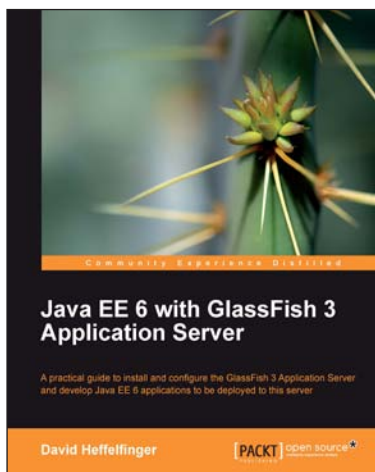 Community Experience Distilled
Java EE 6 with GlassFish 3
Application Server
A practical guide to install and configure the GlassFish 3 Application Server
and develop Java EE 6 applications to be deployed to this server
David Heffelfinger
[PACKT] open source*
PUBLISHING